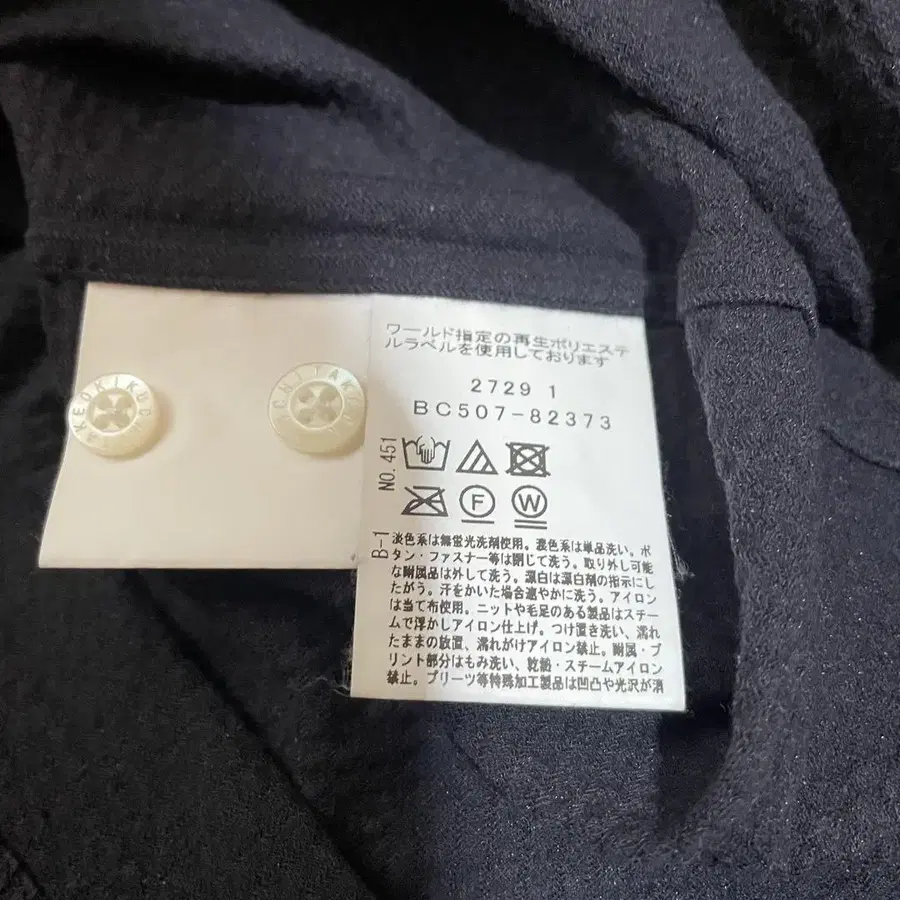 ワールド指定の再生ポリエステ
ルラベルを使用しております
2729 1
BC507-82373
NO. 451
F
W
B-1
淡色系は無蛍光洗剤使用。濃色系は単品洗い。ボ
タン・ファスナー等は閉じて洗う。取り外し可能
な附属品は外して洗う。漂白は漂白剤の指示にし
たがう。汗をかいた場合速やかに洗う。アイロン
は当て布使用。ニットや毛足のある製品はスチー
ムで浮かしアイロン仕上げ。つけ置き洗い、濡れ
たままの放置、濡れがけアイロン禁止。附属・プ
リント部分はもみ洗い、乾鉛・スチームアイロン
禁止。プリーツ等特殊加工製品は凹凸や光沢が消